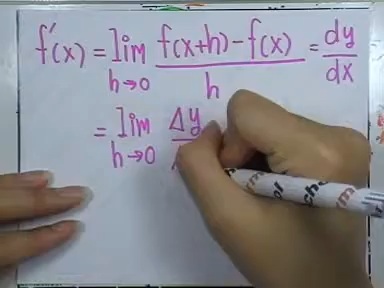 f'(x) = lim h→0 f(x+h) − f(x) / h = dy/dx
= lim h→0 Δy